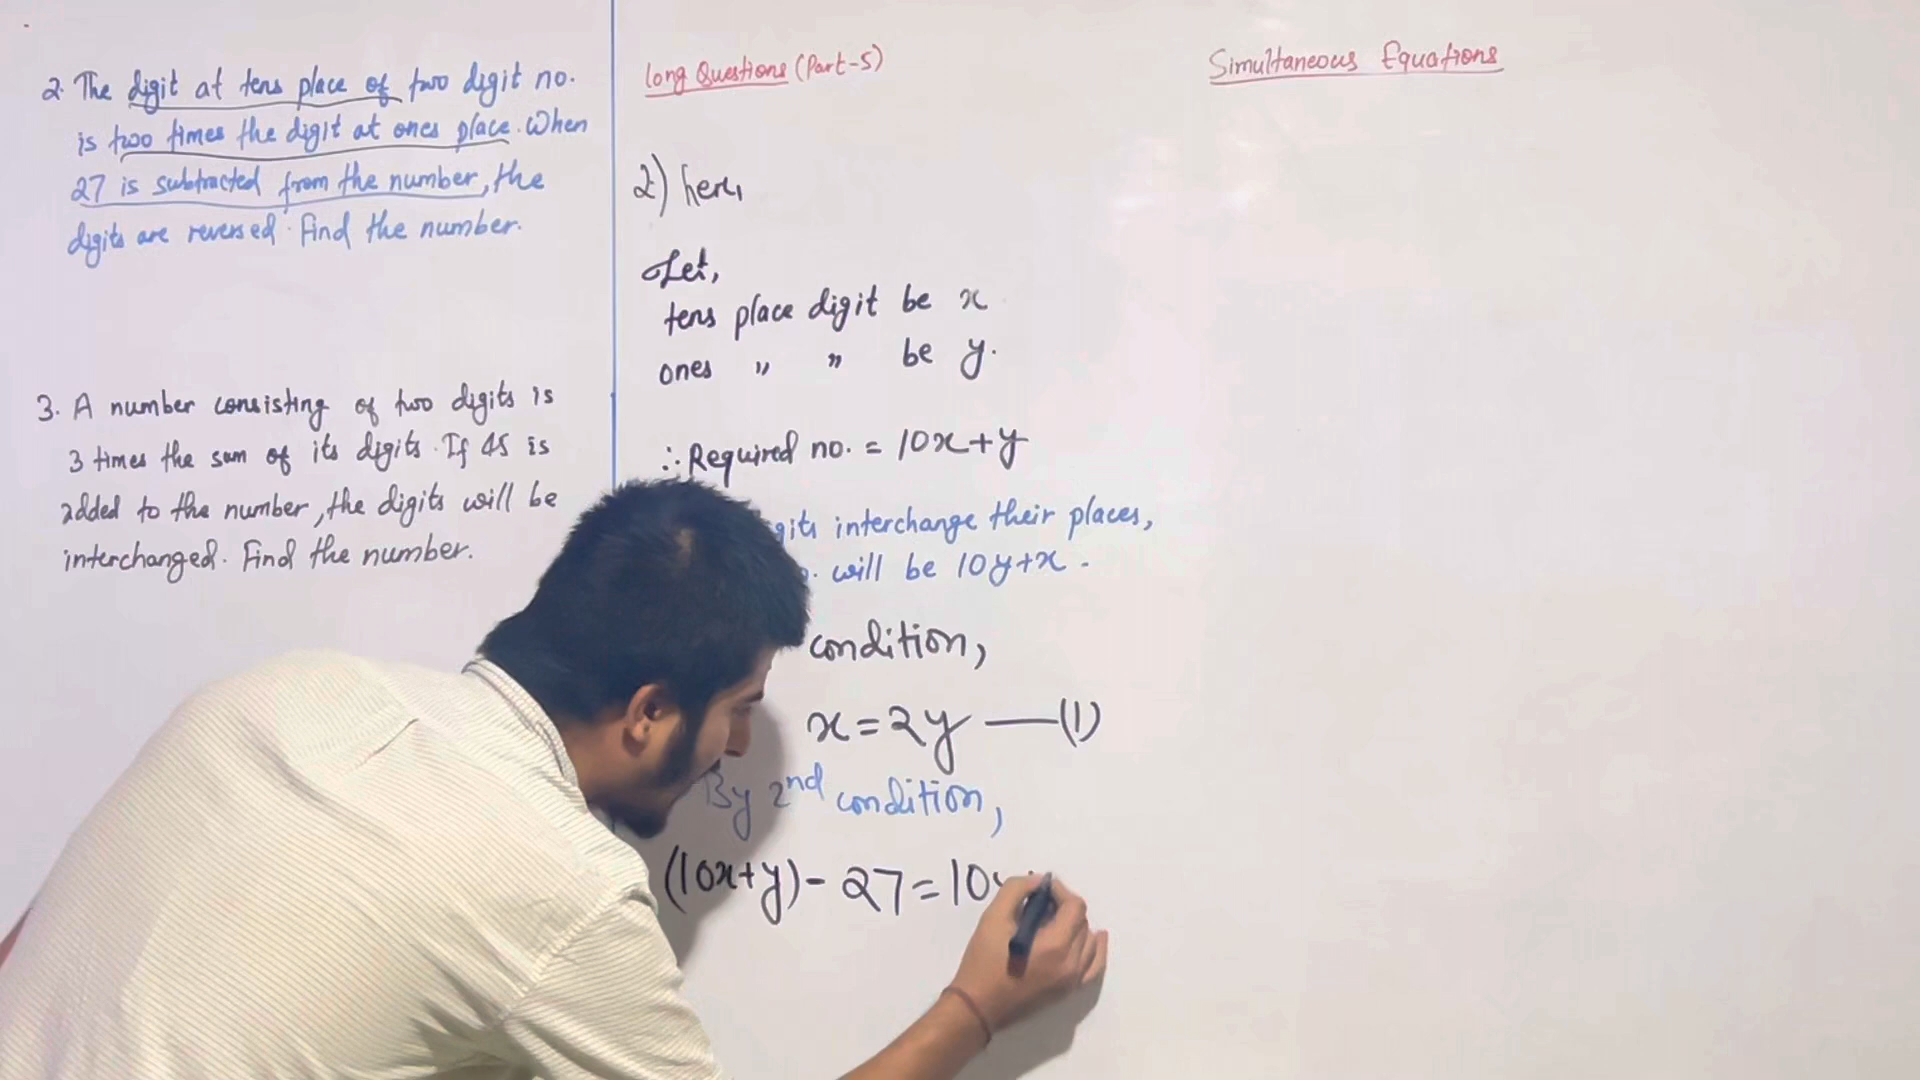 2. The digit at tens place of two digit no.
is two times the digit at ones place. When
27 is subtracted from the number, the
digits are reversed. Find the number.
3. A number consisting of two digits is
3 times the sum of its digits. If 45 is
added to the number, the digits will be
interchanged. Find the number.
Long Questions (Part-5)
2) here,
Let,
tens place digit be x
ones " " be y.
∴ Required no. = 10x+y
interchange their places,
will be 10y+x.
condition,
x=2y —(1)
By 2nd condition,
(10x+y)- 27=10y
Simultaneous Equations